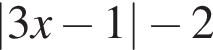 |3x − 1| − 2